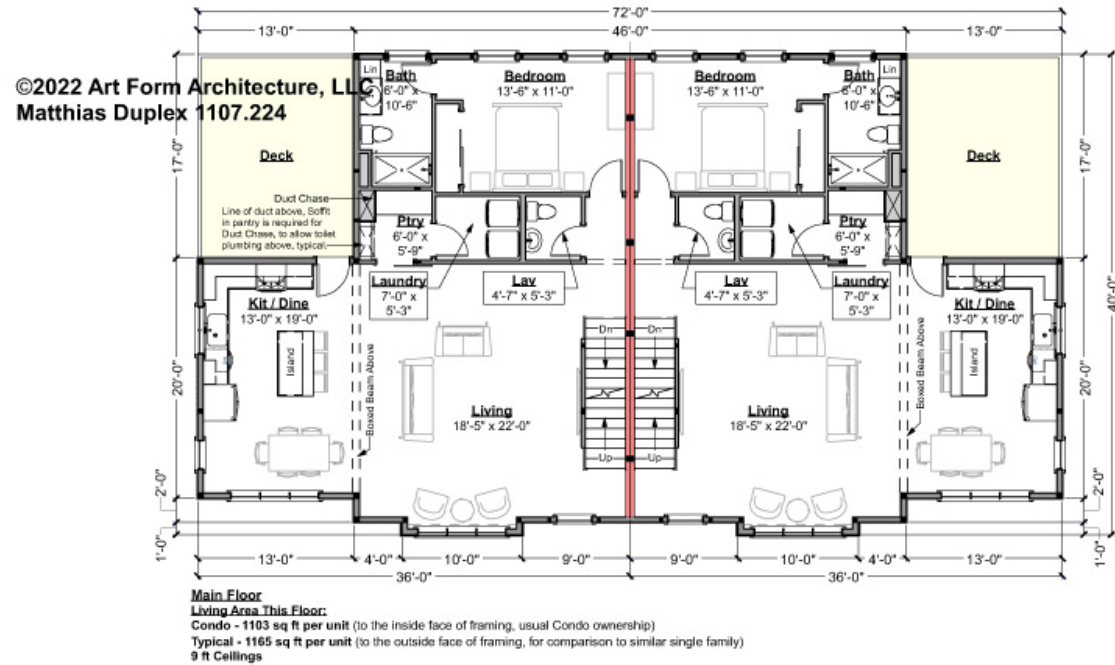 72'-0"
13'-0" 46'-0" 13'-0"
©2022 Art Form Architecture, LLC
Matthias Duplex 1107.224
Lin
Bath
6'-0" x
10'-6"
Bedroom
13'-6" x 11'-0"
Bedroom
13'-6" x 11'-0"
Bath
6'-0" x
10'-6"
Lin
17'-0"
Deck
Deck
17'-0"
40'-0"
Duct Chase
Line of duct above, Soffit
in pantry is required for
Duct Chase, to allow toilet
plumbing above, typical
Ptry
6'-0" x
5'-9"
Ptry
6'-0" x
5'-9"
Laundry
7'-0" x
5'-3"
Lav
4'-7" x 5'-3"
Lav
4'-7" x 5'-3"
Laundry
7'-0" x
5'-3"
Kit / Dine
13'-0" x 19'-0"
Kit / Dine
13'-0" x 19'-0"
20'-0"
Island
Boxed Beam Above
Dn
Dn
Boxed Beam Above
Island
20'-0"
Living
18'-5" x 22'-0"
Living
18'-5" x 22'-0"
Up
Up
2'-0"
2'-0"
1'-0"
1'-0"
13'-0" 4'-0" 10'-0" 9'-0" 9'-0" 10'-0" 4'-0" 13'-0"
36'-0" 36'-0"
Main Floor
Living Area This Floor:
Condo - 1103 sq ft per unit (to the inside face of framing, usual Condo ownership)
Typical - 1165 sq ft per unit (to the outside face of framing, for comparison to similar single family)
9 ft Ceilings